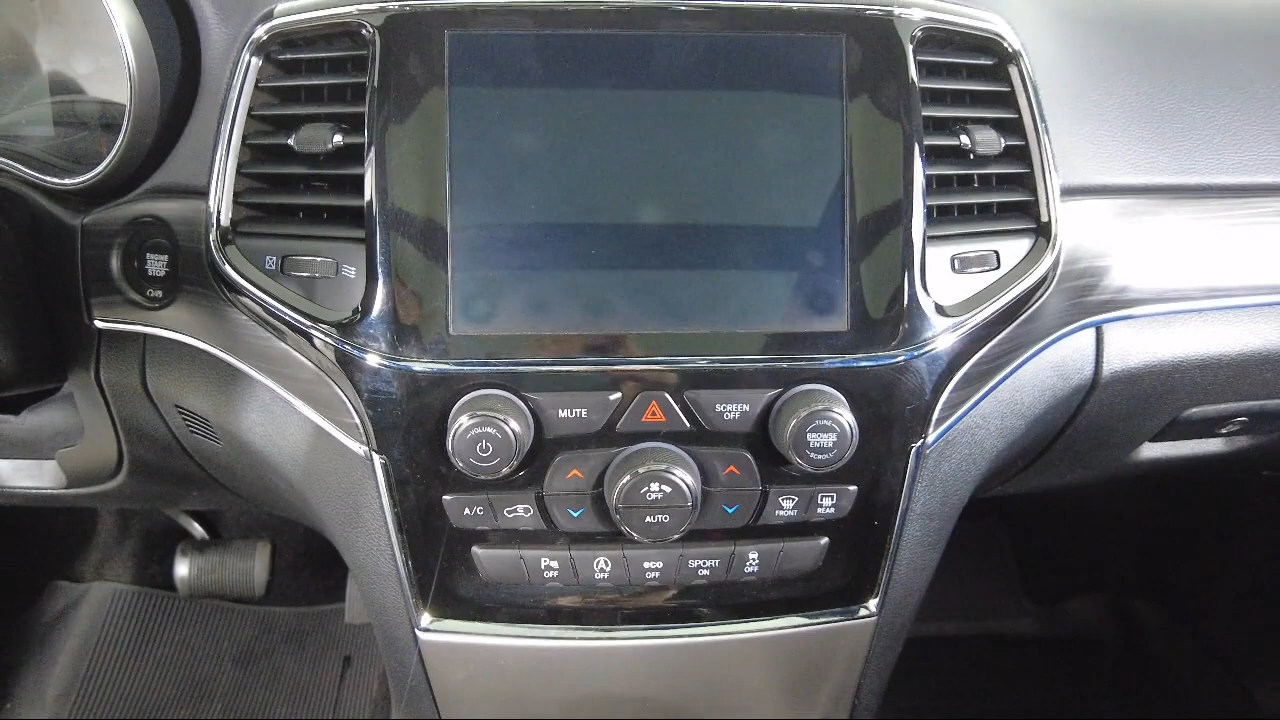 ENGINE
START
STOP
MUTE
SCREEN
OFF
VOLUME
TUNE
BROWSE
ENTER
SCROLL
OFF
AUTO
A/C
FRONT
REAR
P OFF
A OFF
eco OFF
SPORT ON
OFF